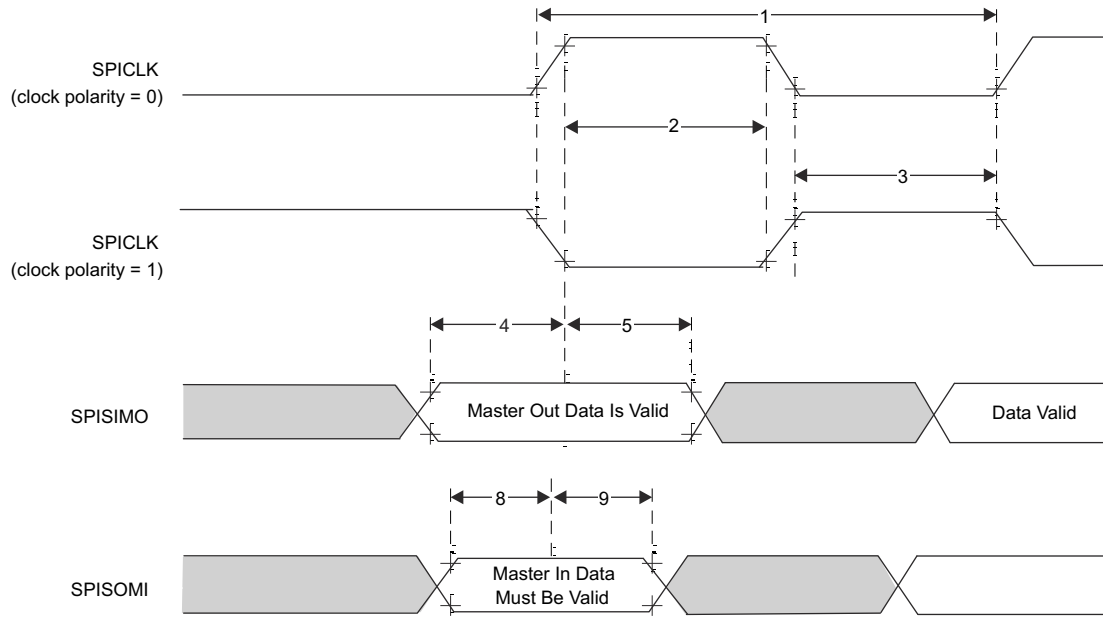 1
SPICLK
(clock polarity = 0)
2
3
SPICLK
(clock polarity = 1)
4
5
SPISIMO
Master Out Data Is Valid
Data Valid
8
9
SPISOMI
Master In Data
Must Be Valid